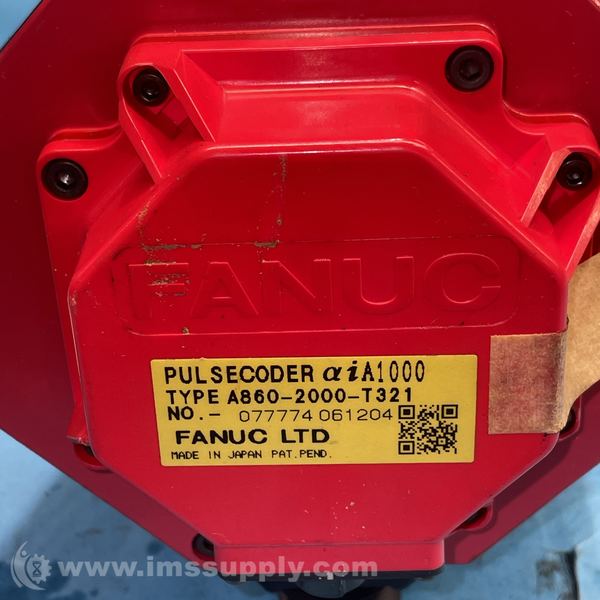 FANUC
PULSECODER αiA1000
TYPE A860-2000-T321
NO.- 077774 061204
FANUC LTD
MADE IN JAPAN PAT. PEND.
www.imssupply.com